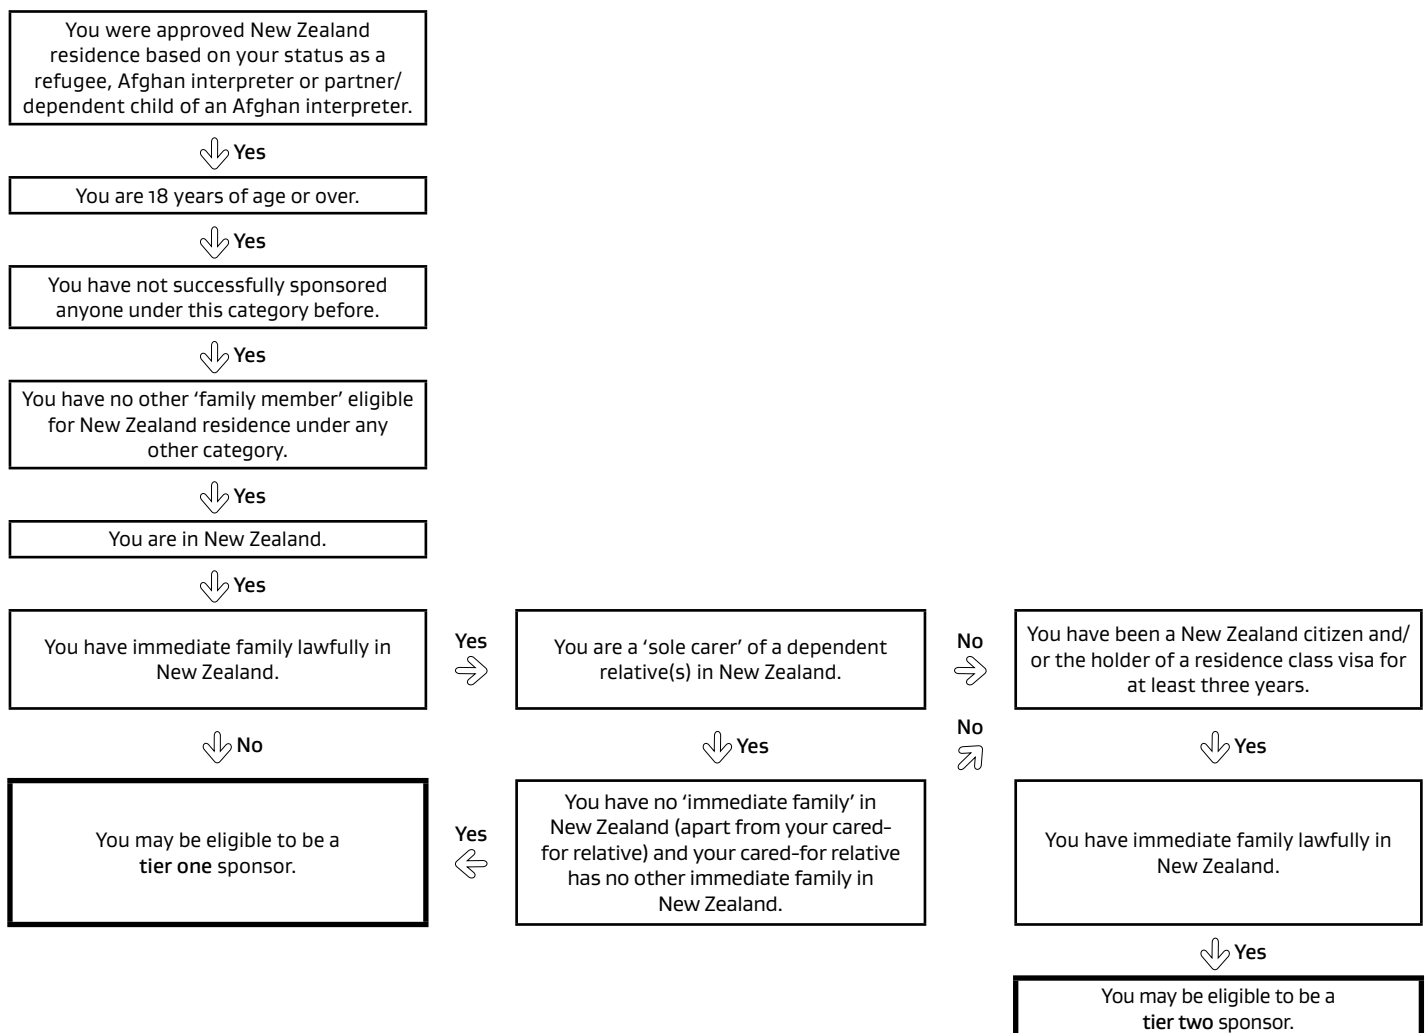 You were approved New Zealand
residence based on your status as a
refugee, Afghan interpreter or partner/
dependent child of an Afghan interpreter.
Yes
You are 18 years of age or over.
Yes
You have not successfully sponsored
anyone under this category before.
Yes
You have no other ‘family member’ eligible
for New Zealand residence under any
other category.
Yes
You are in New Zealand.
Yes
You have immediate family lawfully in
New Zealand.
Yes
You are a ‘sole carer’ of a dependent
relative(s) in New Zealand.
No
You have been a New Zealand citizen and/
or the holder of a residence class visa for
at least three years.
No
Yes
No
Yes
You may be eligible to be a
tier one sponsor.
Yes
You have no ‘immediate family’ in
New Zealand (apart from your cared-
for relative) and your cared-for relative
has no other immediate family in
New Zealand.
You have immediate family lawfully in
New Zealand.
Yes
You may be eligible to be a
tier two sponsor.